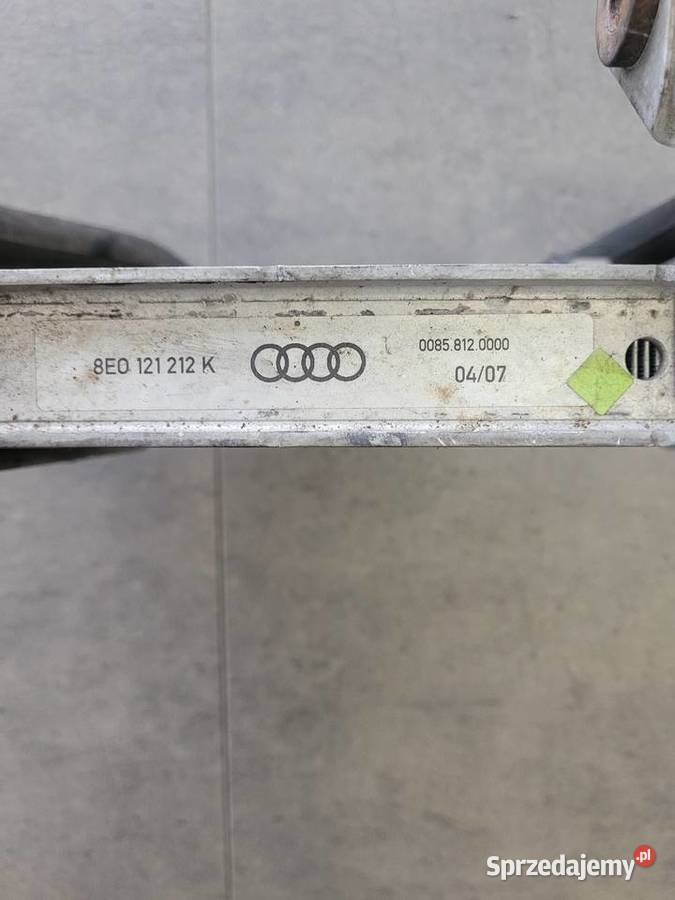 8E0 121 212 K
0085.812.0000
04/07
Sprzedajemy.pl